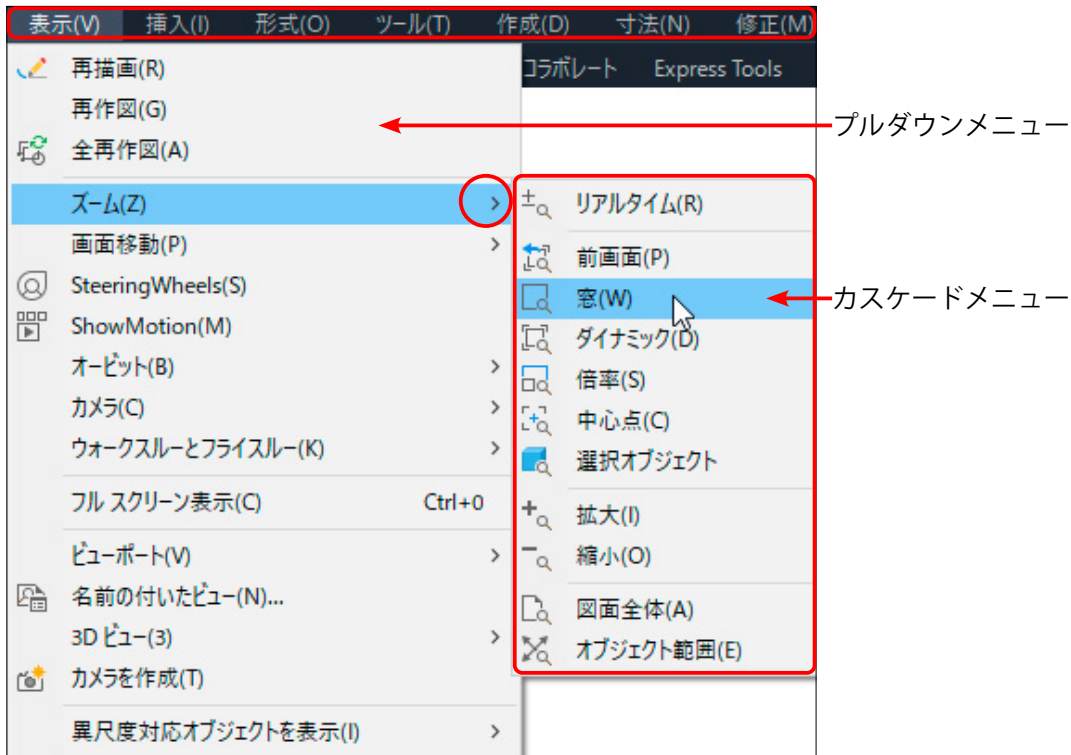 表示(V) 挿入(I) 形式(O) ツール(T) 作成(D) 寸法(N) 修正(M)
コラボレート Express Tools
再描画(R)
再作図(G)
全再作図(A)
ズーム(Z)
画面移動(P)
SteeringWheels(S)
ShowMotion(M)
オービット(B)
カメラ(C)
ウォークスルーとフライスルー(K)
フル スクリーン表示(C) Ctrl+0
ビューポート(V)
名前の付いたビュー(N)...
3D ビュー(3)
カメラを作成(T)
異尺度対応オブジェクトを表示(I)
リアルタイム(R)
前画面(P)
窓(W)
ダイナミック(D)
倍率(S)
中心点(C)
選択オブジェクト
拡大(I)
縮小(O)
図面全体(A)
オブジェクト範囲(E)
プルダウンメニュー
カスケードメニュー